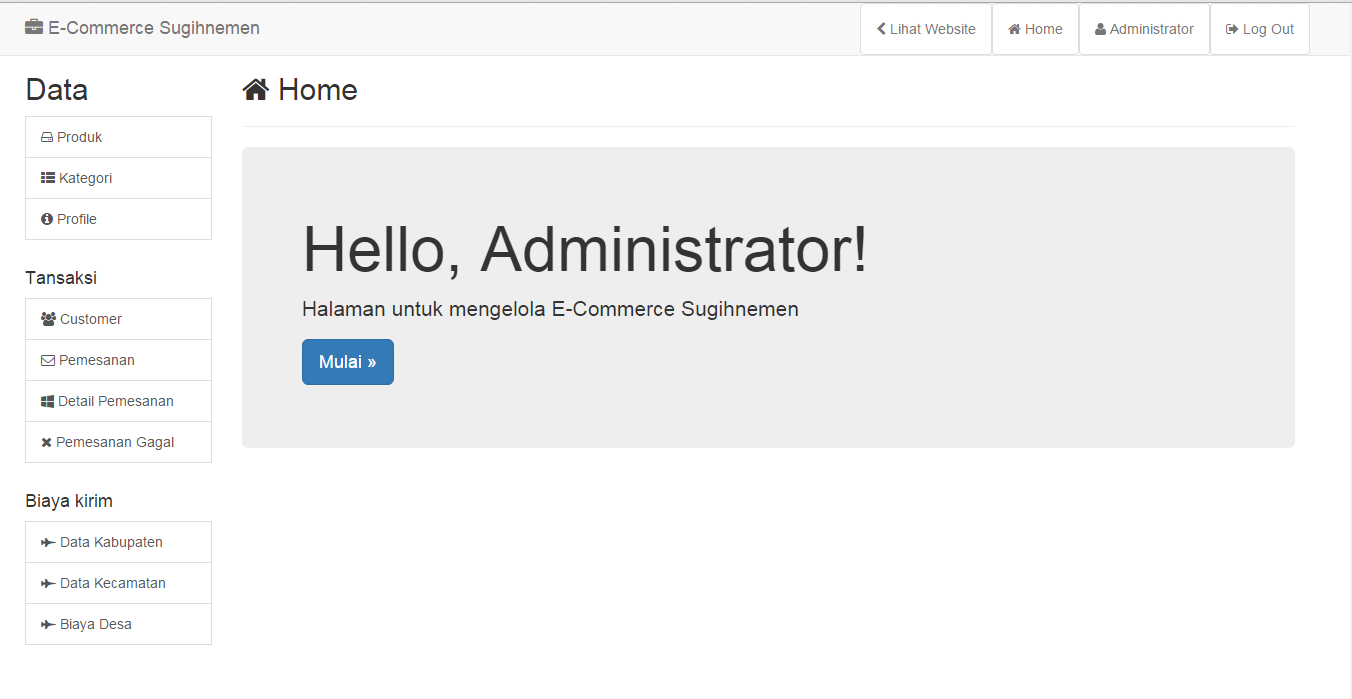 E-Commerce Sugihnemen
Lihat Website
Home
Administrator
Log Out
Data
Produk
Kategori
Profile
Tansaksi
Customer
Pemesanan
Detail Pemesanan
Pemesanan Gagal
Biaya kirim
Data Kabupaten
Data Kecamatan
Biaya Desa
Home
Hello, Administrator!
Halaman untuk mengelola E-Commerce Sugihnemen
Mulai »